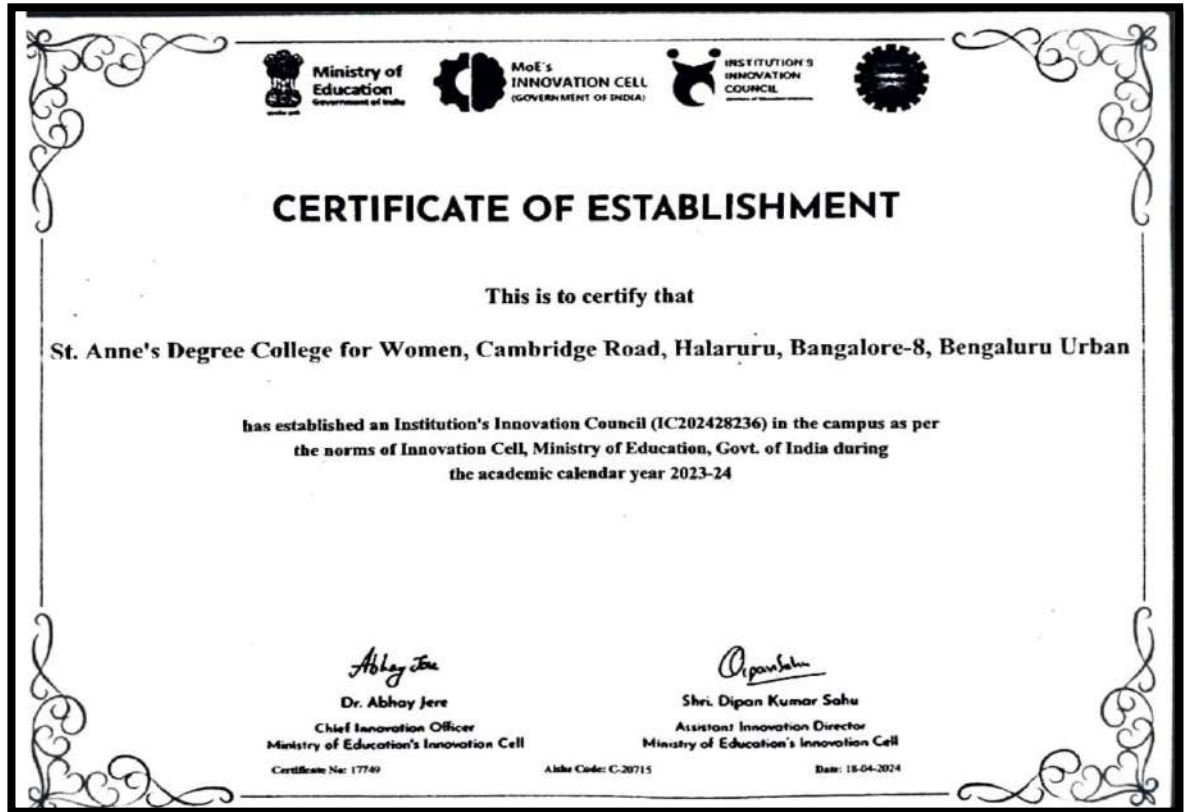 Ministry of
Education
Government of India
MoE's
INNOVATION CELL
(GOVERNMENT OF INDIA)
INSTITUTION'S
INNOVATION
COUNCIL
CERTIFICATE OF ESTABLISHMENT
This is to certify that
St. Anne's Degree College for Women, Cambridge Road, Halaruru, Bangalore-8, Bengaluru Urban
has established an Institution's Innovation Council (IC202428236) in the campus as per
the norms of Innovation Cell, Ministry of Education, Govt. of India during
the academic calendar year 2023-24
Abhay Jere
Dipan Sahu
Dr. Abhay Jere
Shri. Dipan Kumar Sahu
Chief Innovation Officer
Assistant Innovation Director
Ministry of Education's Innovation Cell
Ministry of Education's Innovation Cell
Certificate No: 17749
Aishe Code: C-20715
Date: 18-04-2024